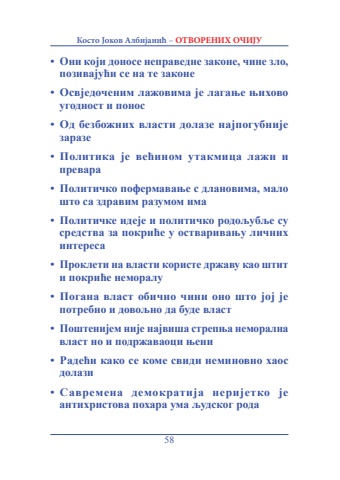 Косто Јоков Албијанић – ОТВОРЕНИХ ОЧИЈУ
• Они који доносе неправедне законе, чине зло,
позивајући се на те законе
• Осведоченим лажовима је лагање њихово
угодност и понос
• Од безбожних власти долазе најпогубније
заразе
• Политика је већином утакмица лажи и
превара
• Политичко пофермавање с длановима, мало
што са здравим разумом има
• Политичке идеје и политичко родољубље су
средства за покриће у остваривању личних
интереса
• Проклети на власти користе државу као штит
и покриће неморалу
• Погана власт обично чини оно што јој је
потребно и довољно да буде власт
• Поштенијем није највиша стрепња неморална
власт но и подржаваоци њени
• Радећи како се коме свиди неминовно хаос
долази
• Савремена демократија неријетко је
антихристова похара ума људског рода
58